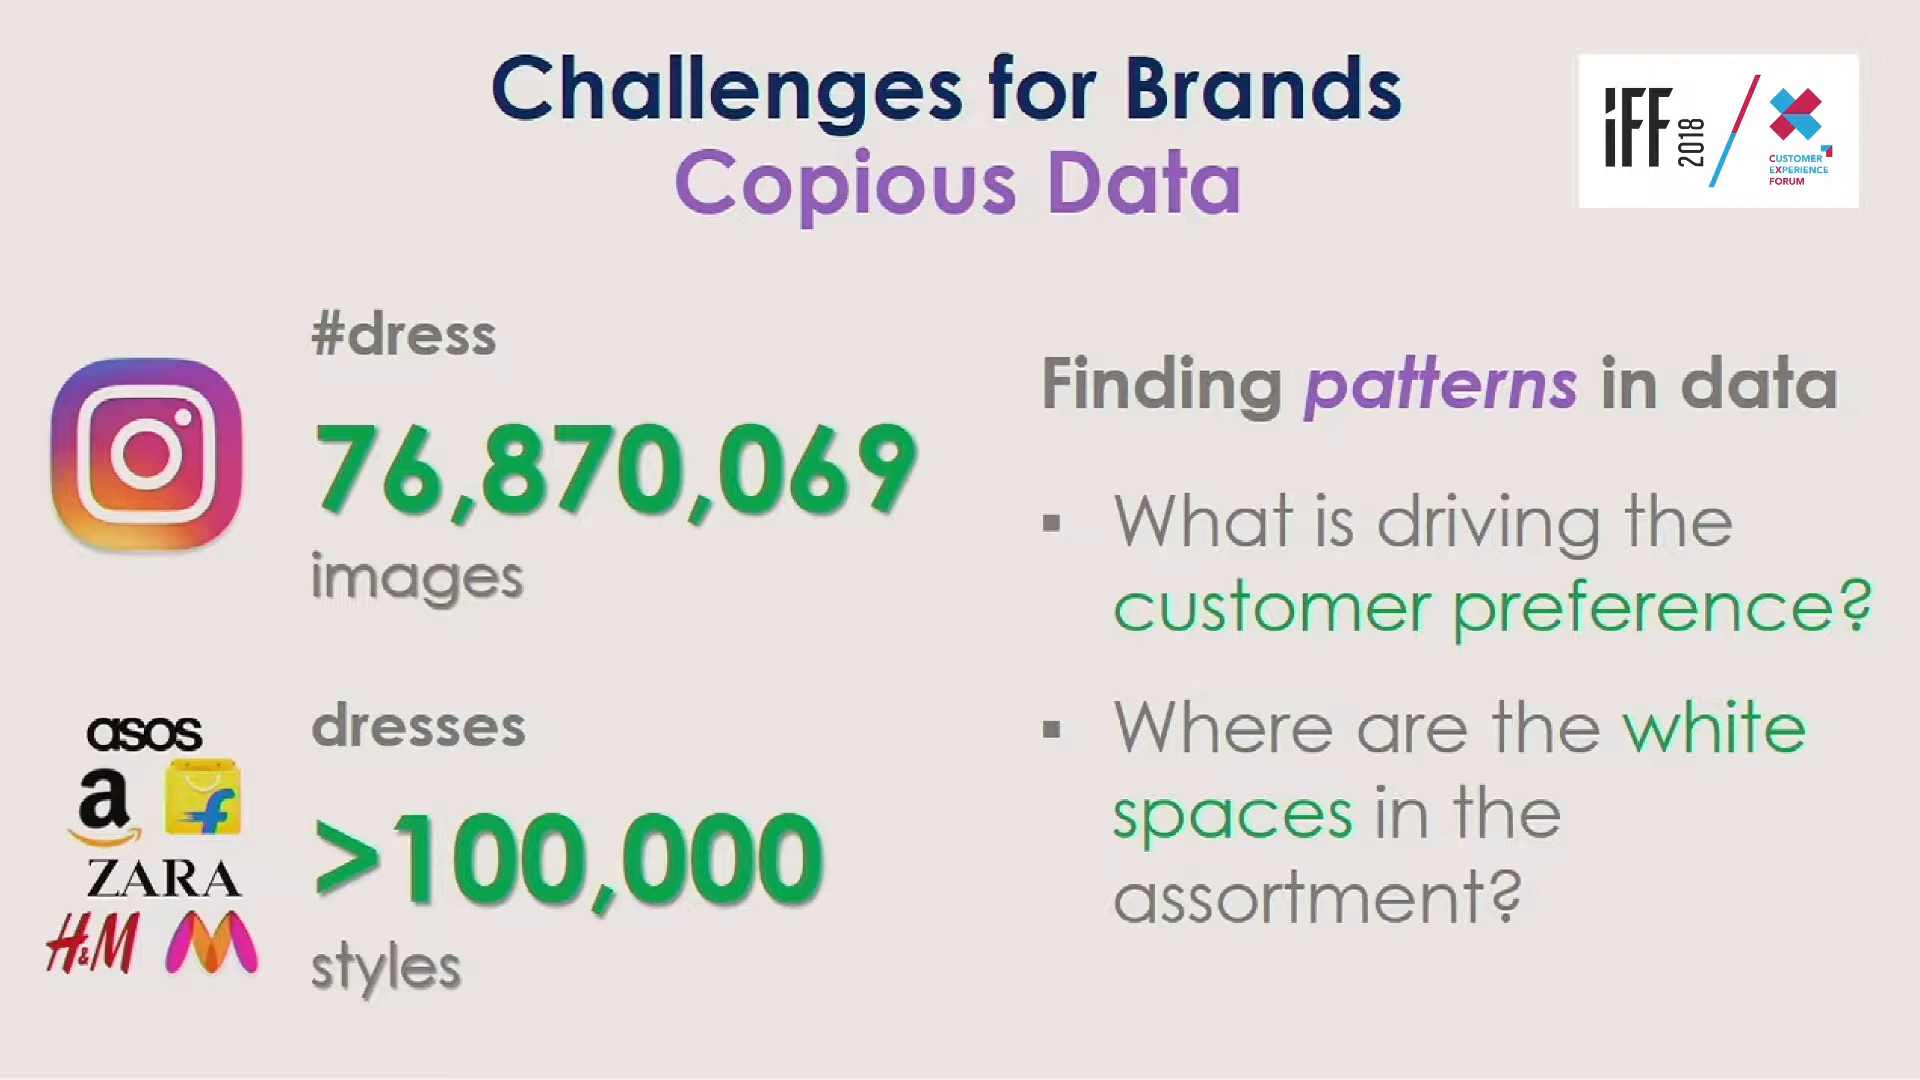 Challenges for Brands
Copious Data
IFF 2018
CUSTOMER
EXPERIENCE
FORUM
#dress
76,870,069
images
asos
a
f
ZARA
H&M
dresses
>100,000
styles
Finding patterns in data
▪ What is driving the
customer preference?
▪ Where are the white
spaces in the
assortment?